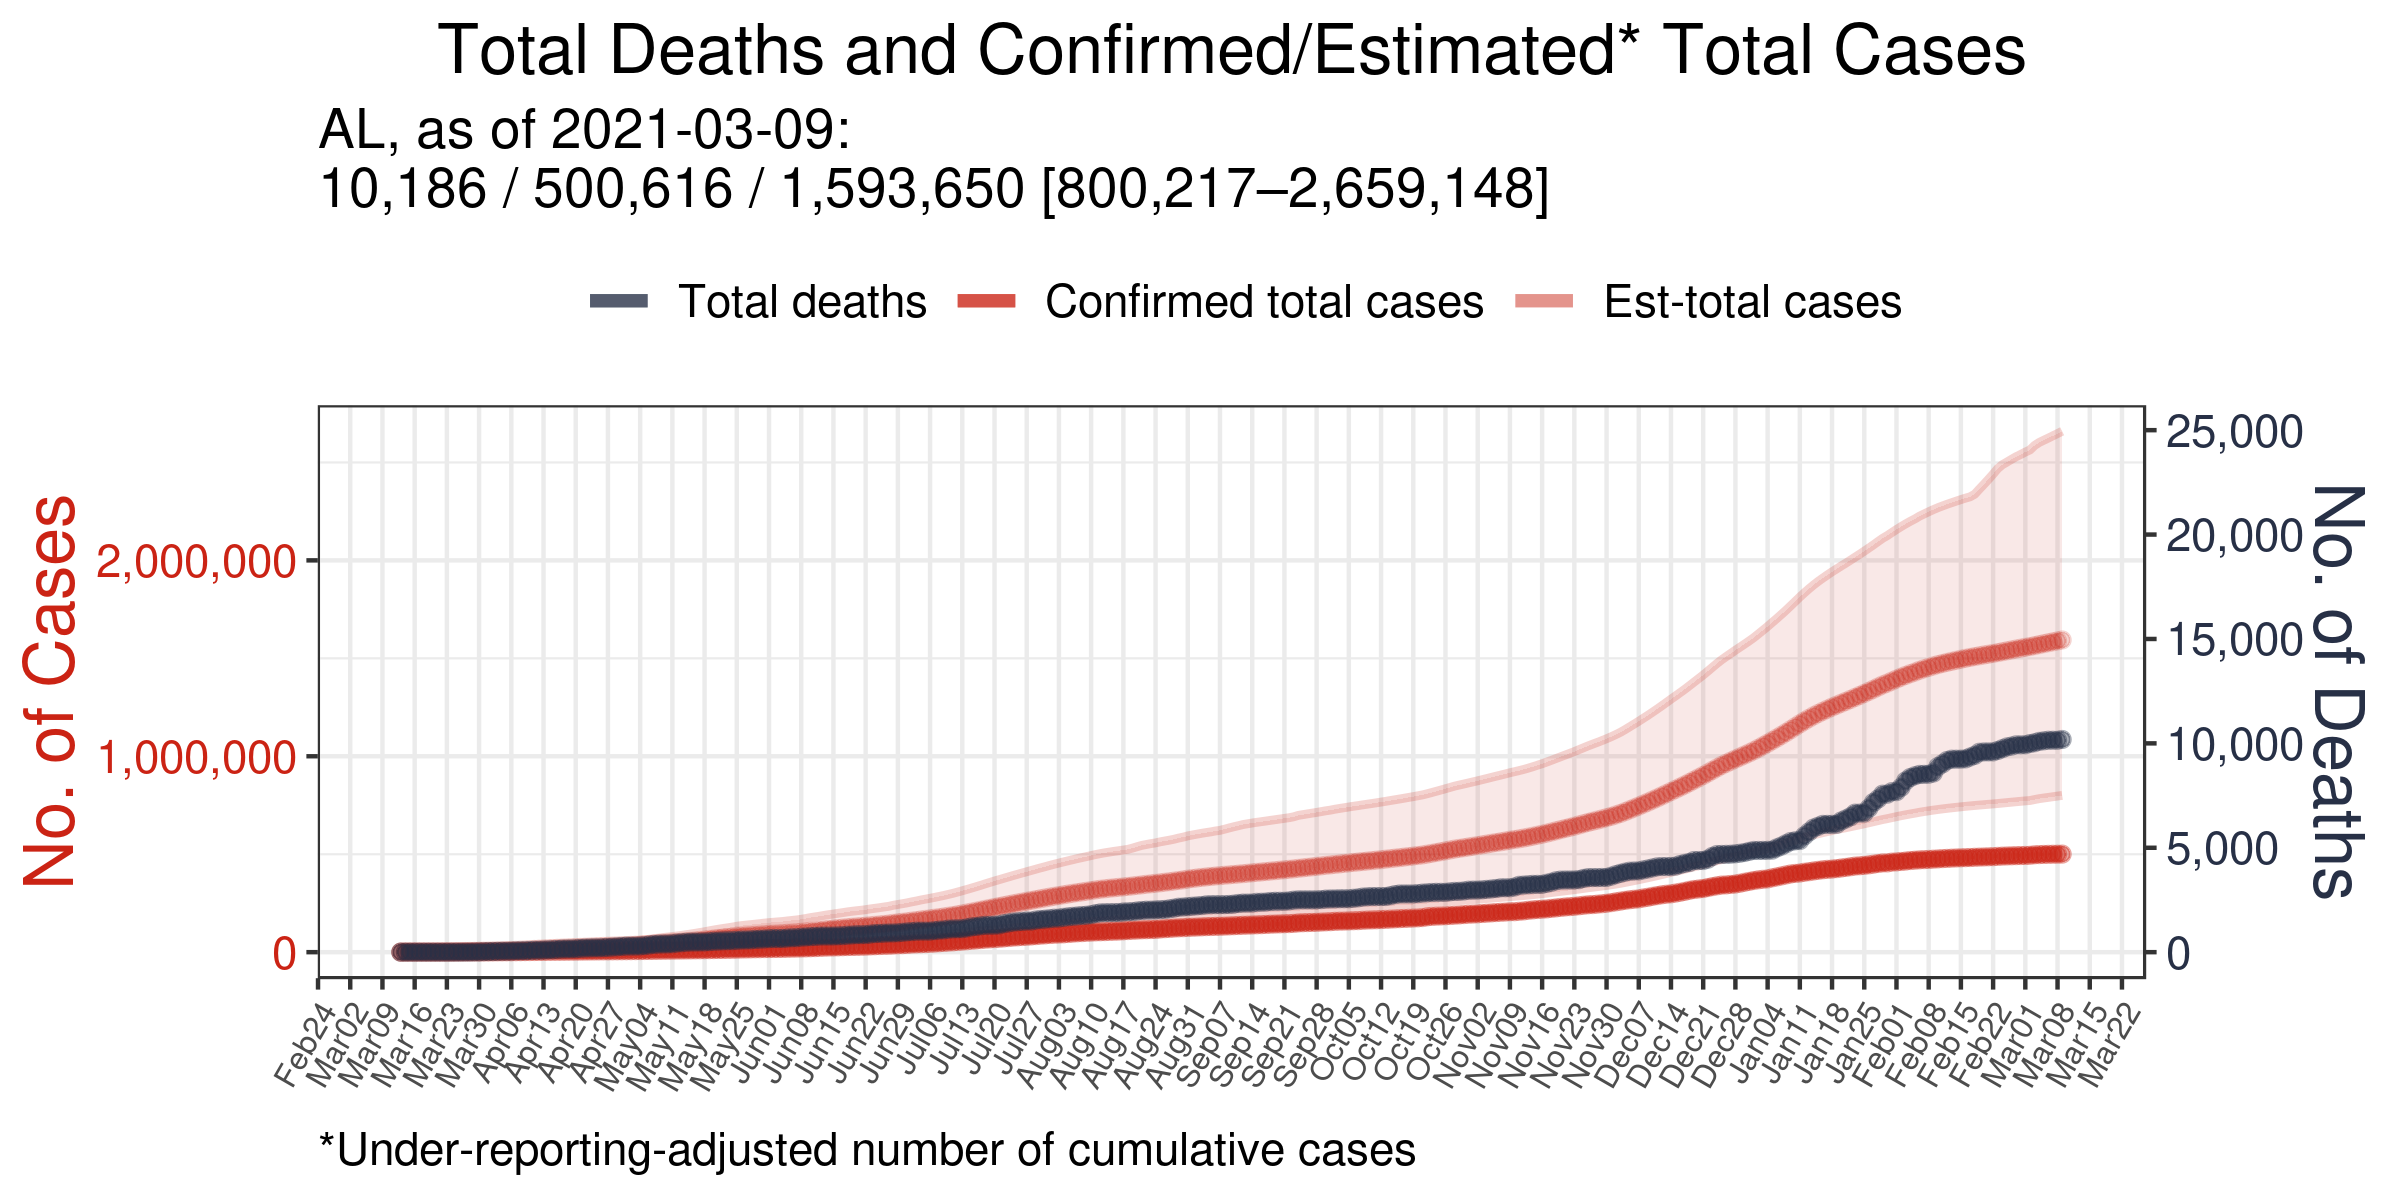 Total Deaths and Confirmed/Estimated* Total Cases
AL, as of 2021-03-09:
10,186 / 500,616 / 1,593,650 [800,217–2,659,148]
Total deaths
Confirmed total cases
Est-total cases
No. of Cases
2,000,000
1,000,000
0
25,000
20,000
15,000
10,000
5,000
0
No. of Deaths
Feb24
Mar02
Mar09
Mar16
Mar23
Mar30
Apr06
Apr13
Apr20
Apr27
May04
May11
May18
May25
Jun01
Jun08
Jun15
Jun22
Jun29
Jul06
Jul13
Jul20
Jul27
Aug03
Aug10
Aug17
Aug24
Aug31
Sep07
Sep14
Sep21
Sep28
Oct05
Oct12
Oct19
Oct26
Nov02
Nov09
Nov16
Nov23
Nov30
Dec07
Dec14
Dec21
Dec28
Jan04
Jan11
Jan18
Jan25
Feb01
Feb08
Feb15
Feb22
Mar01
Mar08
Mar15
Mar22
*Under-reporting-adjusted number of cumulative cases